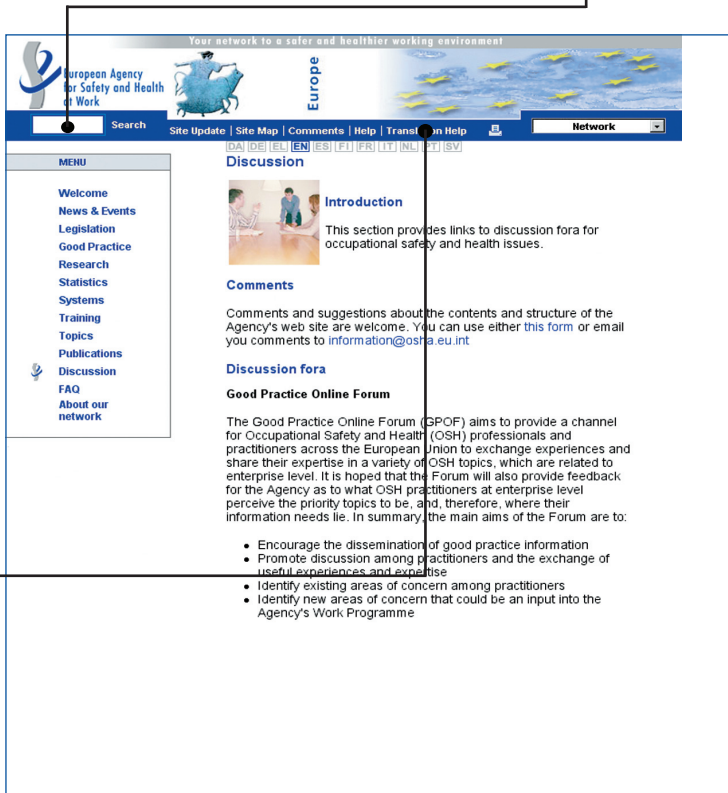 Your network to a safer and healthier working environment
European Agency
for Safety and Health
at Work
Europe
Search
Site Update | Site Map | Comments | Help | Translation Help
Network
DA DE EL EN ES FI FR IT NL PT SV
MENU
Welcome
News & Events
Legislation
Good Practice
Research
Statistics
Systems
Training
Topics
Publications
Discussion
FAQ
About our
network
Discussion
Introduction
This section provides links to discussion fora for
occupational safety and health issues.
Comments
Comments and suggestions about the contents and structure of the
Agency's web site are welcome. You can use either this form or email
you comments to information@osha.eu.int
Discussion fora
Good Practice Online Forum
The Good Practice Online Forum (GPOF) aims to provide a channel
for Occupational Safety and Health (OSH) professionals and
practitioners across the European Union to exchange experiences and
share their expertise in a variety of OSH topics, which are related to
enterprise level. It is hoped that the Forum will also provide feedback
for the Agency as to what OSH practitioners at enterprise level
perceive the priority topics to be, and, therefore, where their
information needs lie. In summary, the main aims of the Forum are to:
• Encourage the dissemination of good practice information
• Promote discussion among practitioners and the exchange of
useful experiences and expertise
• Identify existing areas of concern among practitioners
• Identify new areas of concern that could be an input into the
Agency's Work Programme